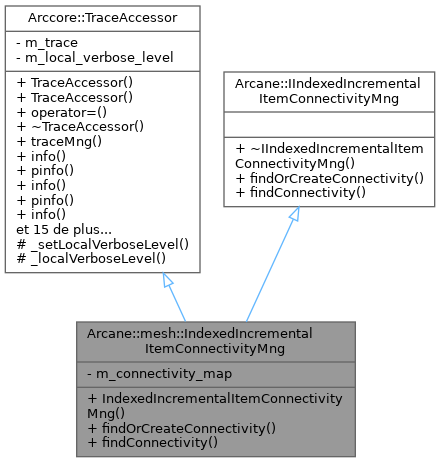 Arccore::TraceAccessor
- m_trace
- m_local_verbose_level
+ TraceAccessor()
+ TraceAccessor()
+ operator=()
+ ~TraceAccessor()
+ traceMng()
+ info()
+ pinfo()
+ info()
+ pinfo()
+ info()
et 15 de plus...
# _setLocalVerboseLevel()
# _localVerboseLevel()
Arcane::IIndexedIncremental
ItemConnectivityMng
+ ~IIndexedIncrementalItem
ConnectivityMng()
+ findOrCreateConnectivity()
+ findConnectivity()
Arcane::mesh::IndexedIncremental
ItemConnectivityMng
- m_connectivity_map
+ IndexedIncrementalItemConnectivity
Mng()
+ findOrCreateConnectivity()
+ findConnectivity()